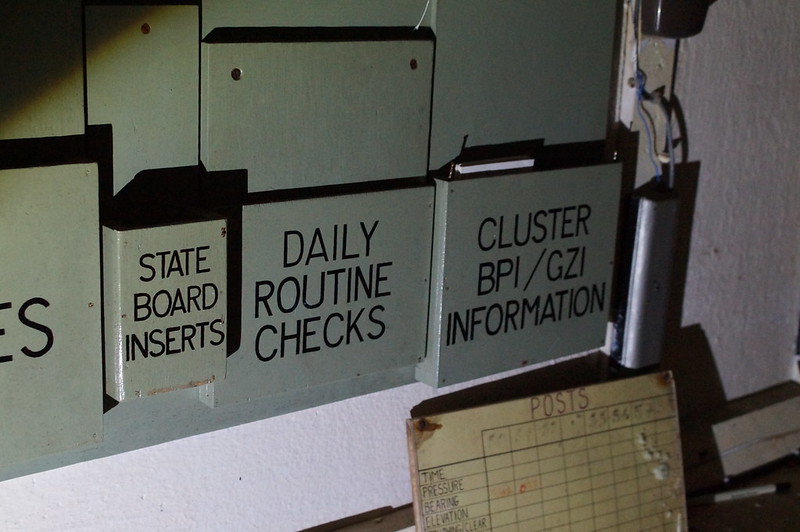 ES
STATE
BOARD
INSERTS
DAILY
ROUTINE
CHECKS
CLUSTER
BPI/GZI
INFORMATION
POSTS
TIME
PRESSURE
BEARING
ELEVATION